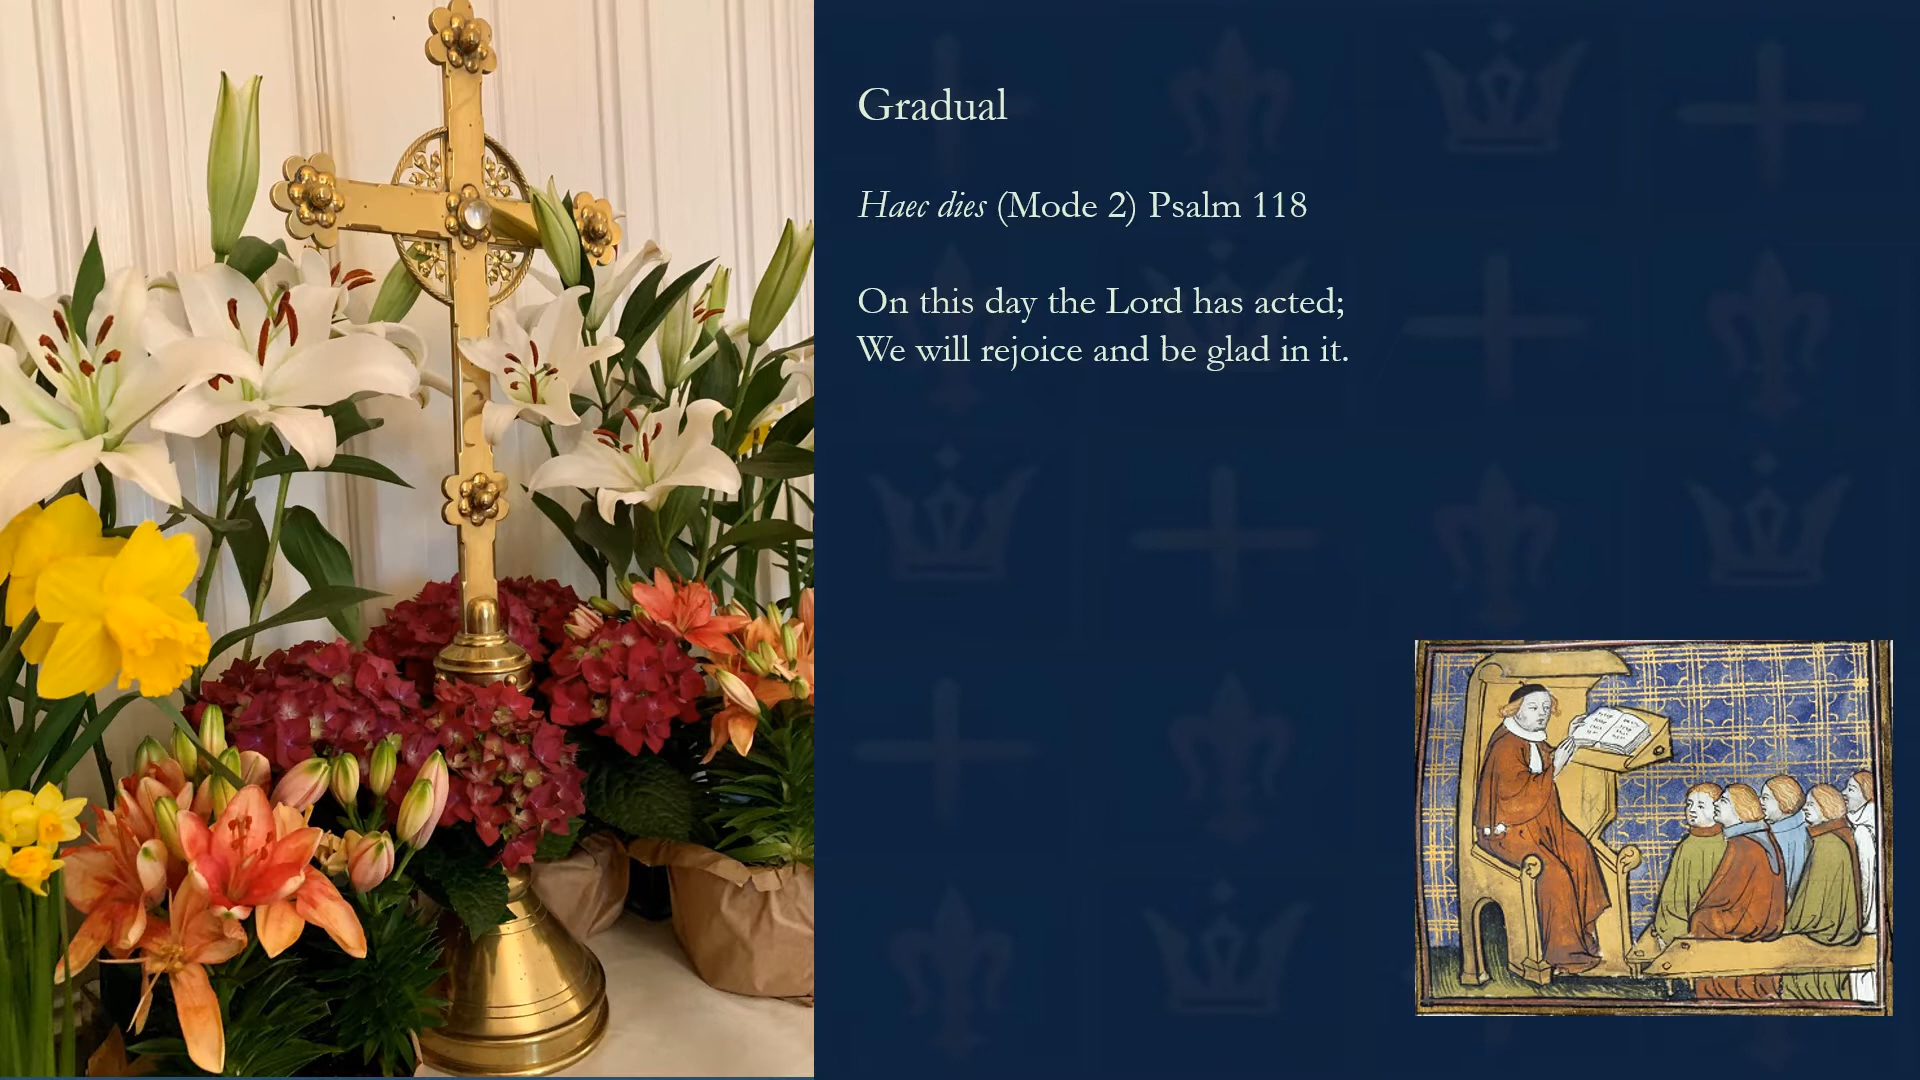 Gradual
Haec dies (Mode 2) Psalm 118
On this day the Lord has acted;
We will rejoice and be glad in it.